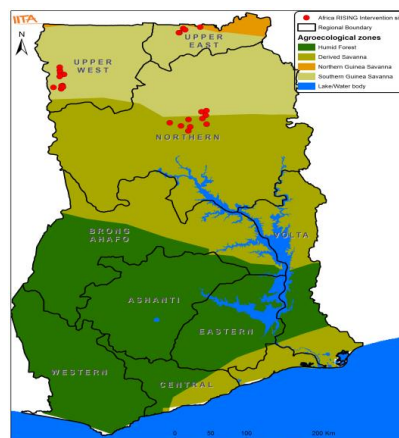 IITA
N
Africa RISING Intervention si
Regional Boundary
Agroecological zones
Humid Forest
Derived Savanna
Northern Guinea Savanna
Southern Guinea Savanna
Lake/Water body
UPPER
EAST
UPPER
WEST
NORTHERN
BRONG
AHAFO
VOLTA
ASHANTI
EASTERN
WESTERN
CENTRAL
0 50 100 200 Km